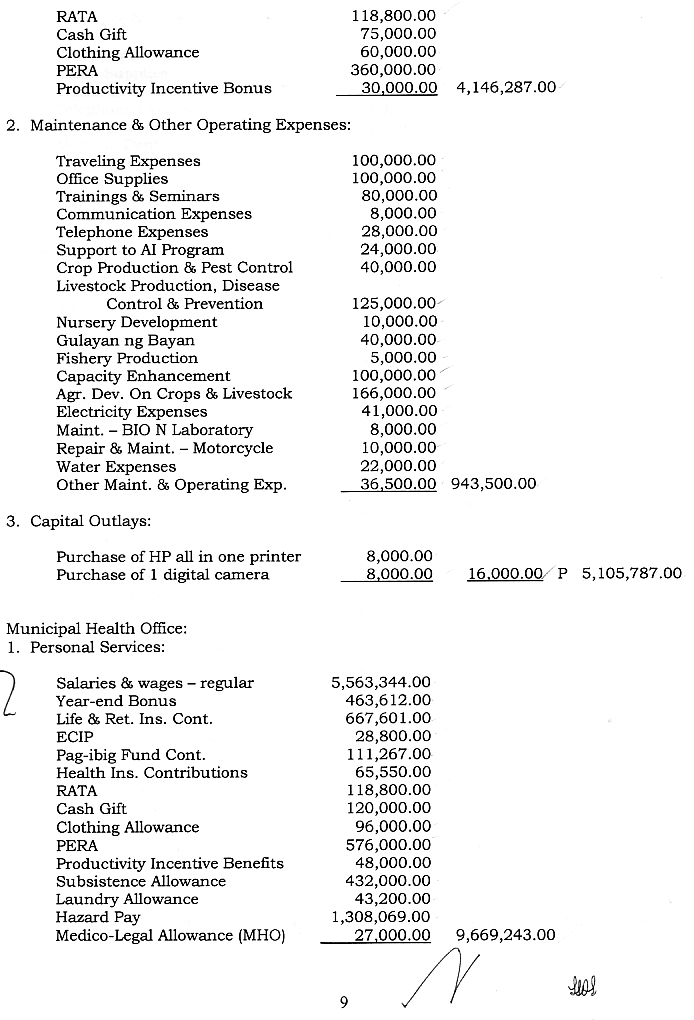 RATA 118,800.00
Cash Gift 75,000.00
Clothing Allowance 60,000.00
PERA 360,000.00
Productivity Incentive Bonus 30,000.00 4,146,287.00
2. Maintenance & Other Operating Expenses:
Traveling Expenses 100,000.00
Office Supplies 100,000.00
Trainings & Seminars 80,000.00
Communication Expenses 8,000.00
Telephone Expenses 28,000.00
Support to AI Program 24,000.00
Crop Production & Pest Control 40,000.00
Livestock Production, Disease
Control & Prevention 125,000.00
Nursery Development 10,000.00
Gulayan ng Bayan 40,000.00
Fishery Production 5,000.00
Capacity Enhancement 100,000.00
Agr. Dev. On Crops & Livestock 166,000.00
Electricity Expenses 41,000.00
Maint. – BIO N Laboratory 8,000.00
Repair & Maint. – Motorcycle 10,000.00
Water Expenses 22,000.00
Other Maint. & Operating Exp. 36,500.00 943,500.00
3. Capital Outlays:
Purchase of HP all in one printer 8,000.00
Purchase of 1 digital camera 8,000.00 16,000.00 P 5,105,787.00
Municipal Health Office:
1. Personal Services:
Salaries & wages – regular 5,563,344.00
Year-end Bonus 463,612.00
Life & Ret. Ins. Cont. 667,601.00
ECIP 28,800.00
Pag-ibig Fund Cont. 111,267.00
Health Ins. Contributions 65,550.00
RATA 118,800.00
Cash Gift 120,000.00
Clothing Allowance 96,000.00
PERA 576,000.00
Productivity Incentive Benefits 48,000.00
Subsistence Allowance 432,000.00
Laundry Allowance 43,200.00
Hazard Pay 1,308,069.00
Medico-Legal Allowance (MHO) 27,000.00 9,669,243.00
9